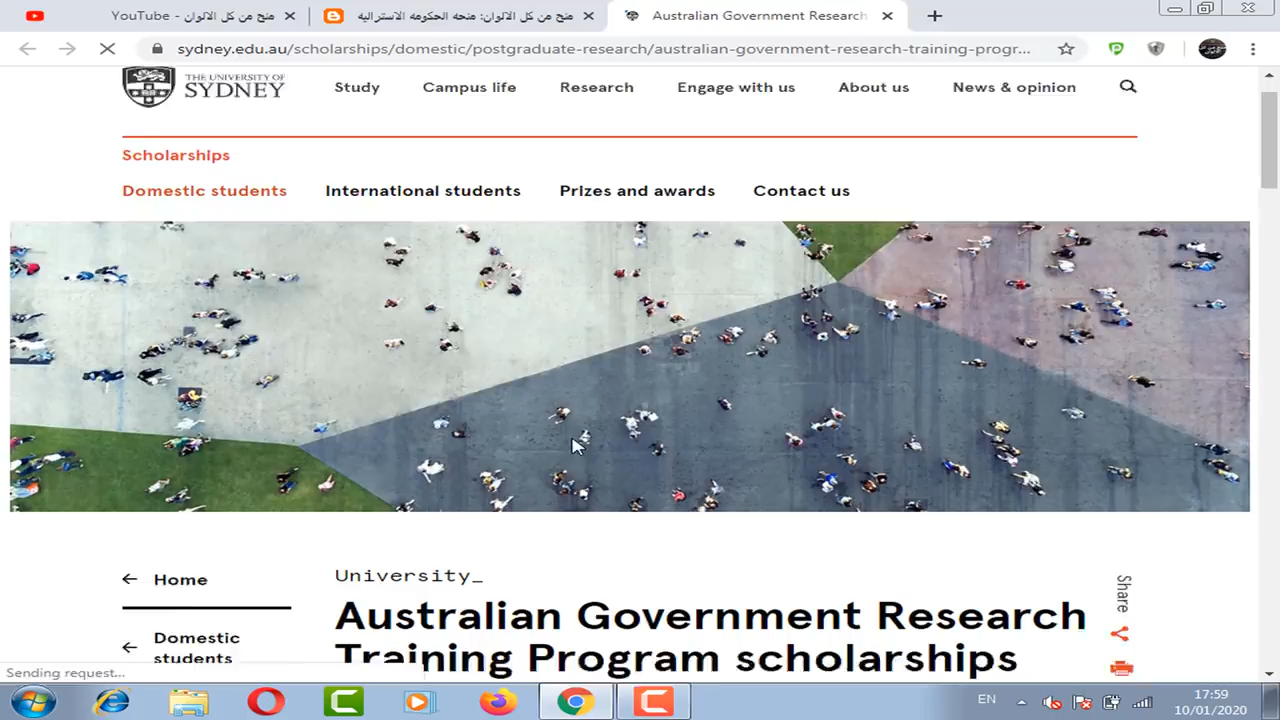 YouTube - منح من كل الالوان
منح من كل الالوان: منحه الحكومه الاستراليه
Australian Government Research
sydney.edu.au/scholarships/domestic/postgraduate-research/australian-government-research-training-progr...
THE UNIVERSITY OF
SYDNEY
Study
Campus life
Research
Engage with us
About us
News & opinion
Scholarships
Domestic students
International students
Prizes and awards
Contact us
Home
Domestic
students
University_
Australian Government Research
Training Program scholarships
Share
Sending request...
EN
17:59
10/01/2020